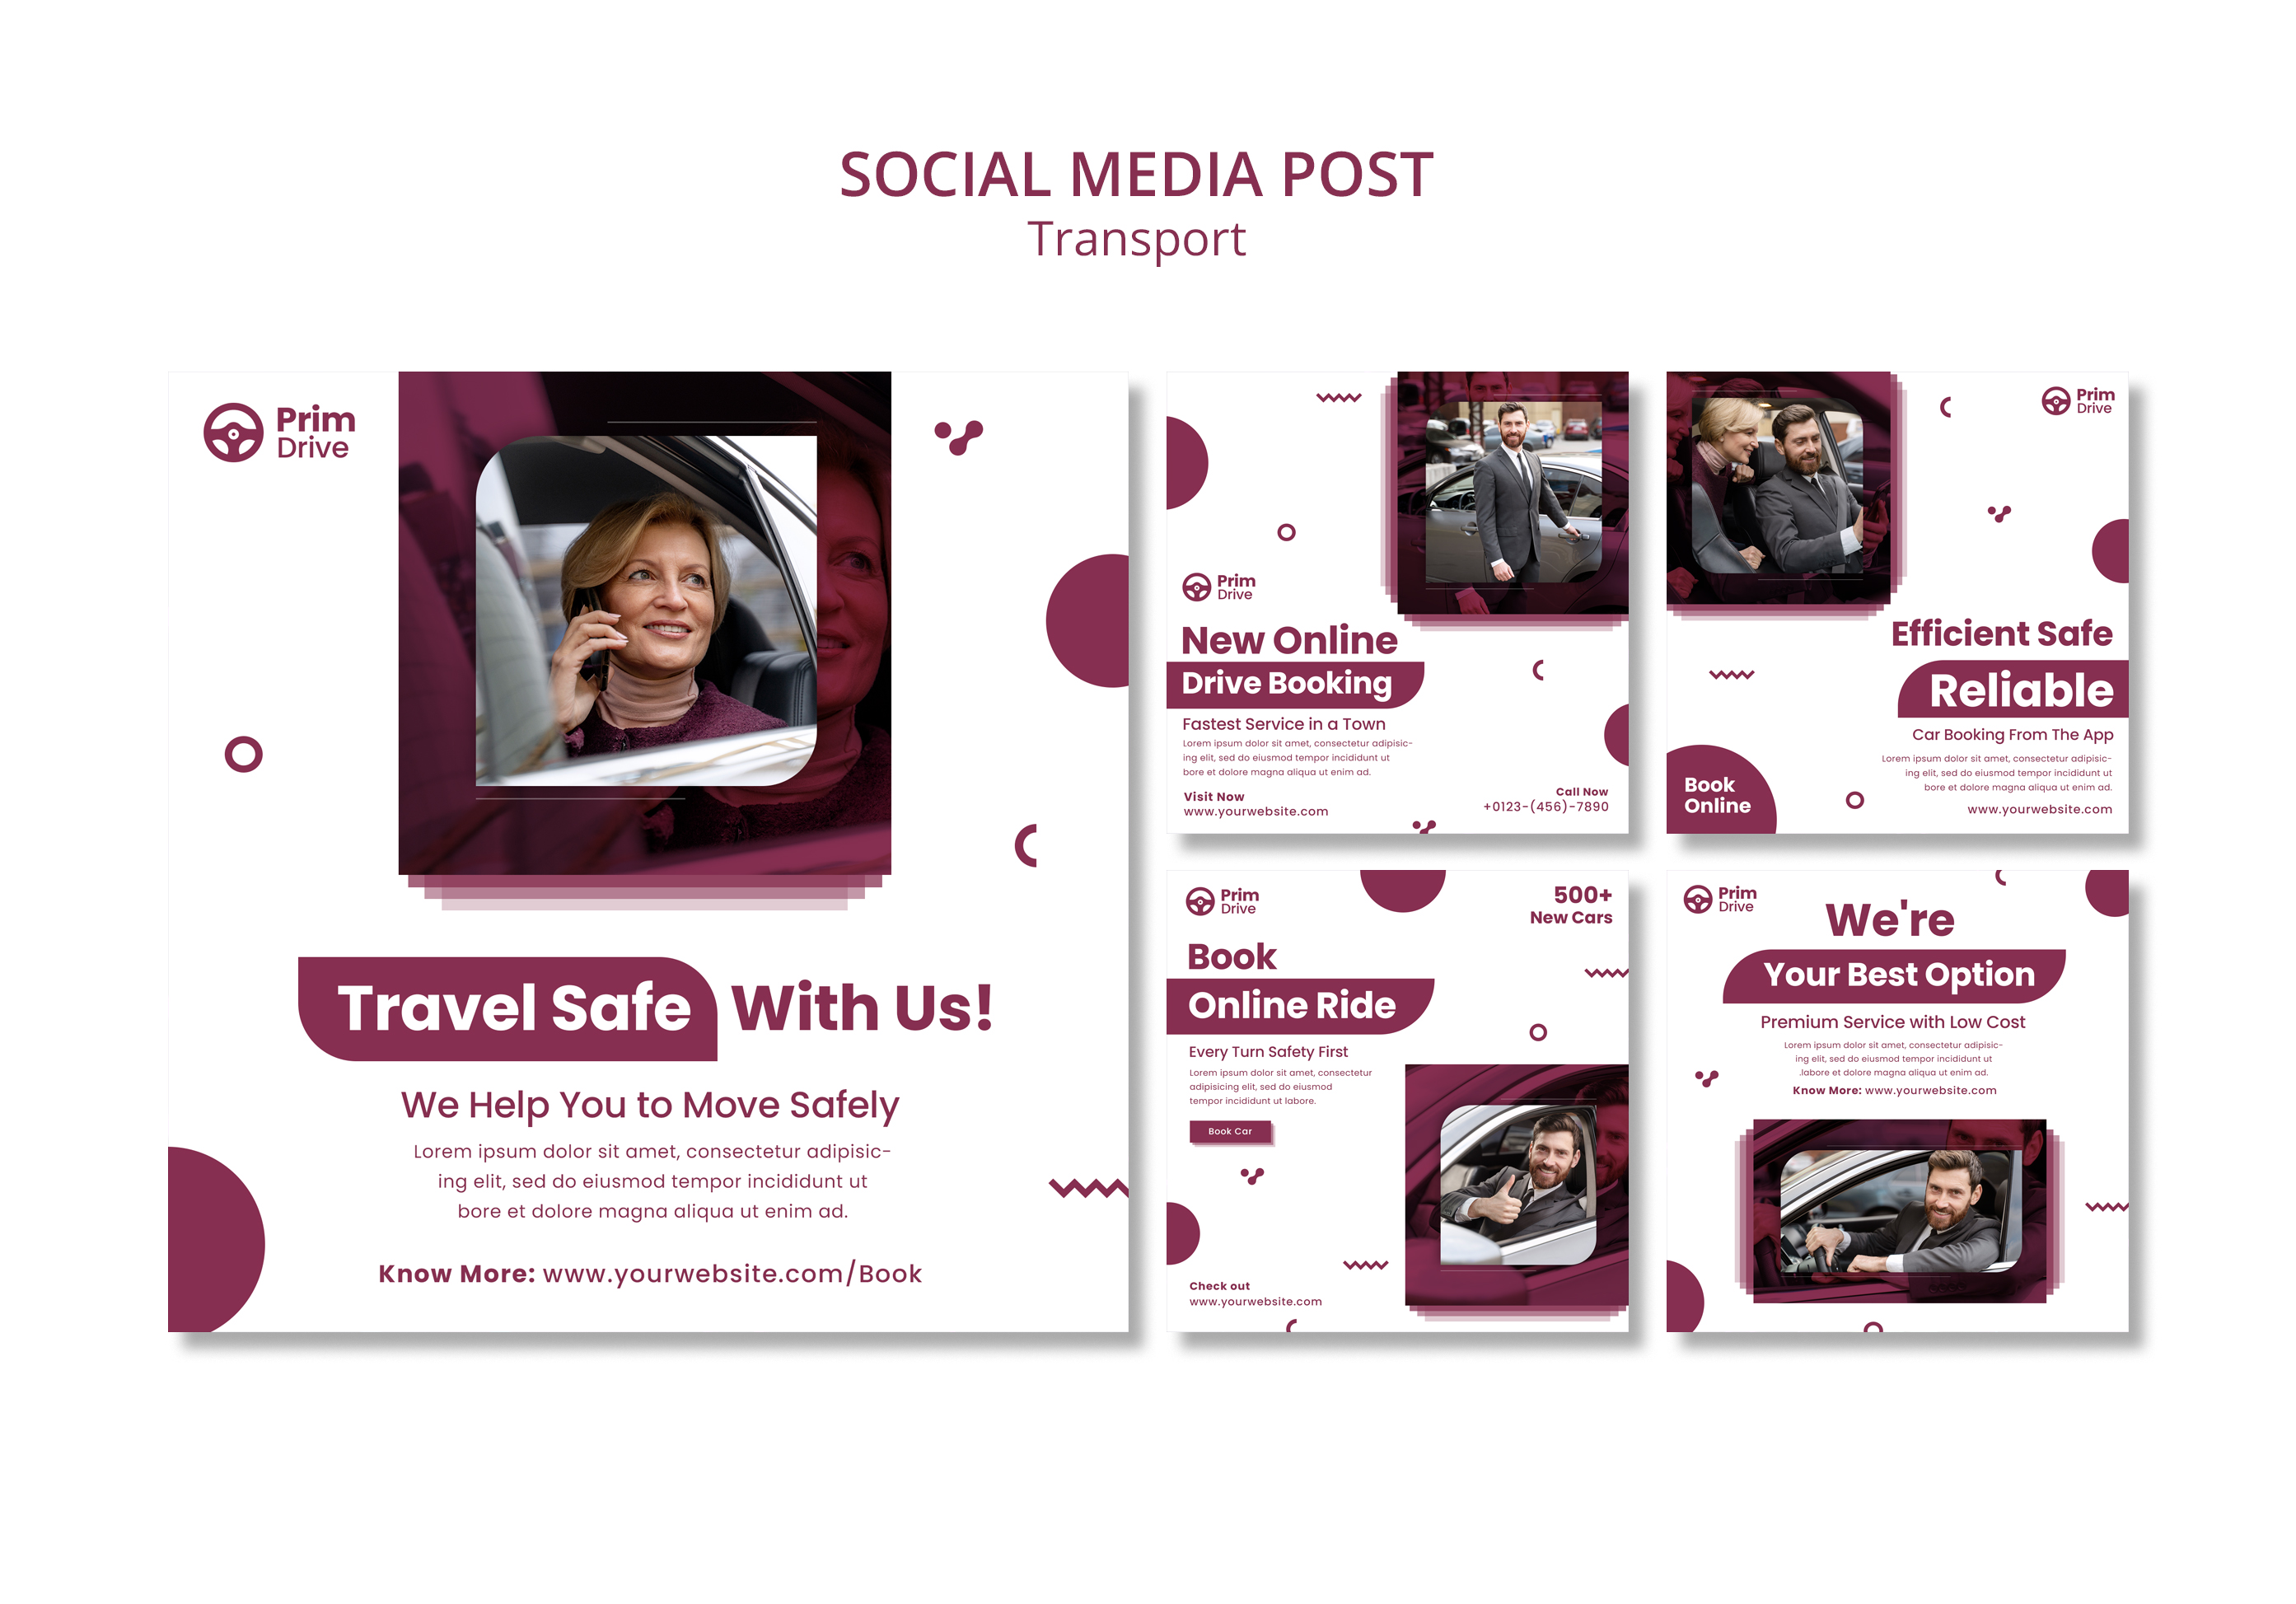 SOCIAL MEDIA POST
Transport
Prim
Drive
Travel Safe With Us!
We Help You to Move Safely
Lorem ipsum dolor sit amet, consectetur adipisic-
ing elit, sed do eiusmod tempor incididunt ut
bore et dolore magna aliqua ut enim ad.
Know More: www.yourwebsite.com/Book
Prim
Drive
New Online
Drive Booking
Fastest Service in a Town
Lorem ipsum dolor sit amet, consectetur adipisic-
ing elit, sed do eiusmod tempor incididunt ut
bore et dolore magna aliqua ut enim ad.
Visit Now
www.yourwebsite.com
Call Now
+0123-(456)-7890
Prim
Drive
Efficient Safe
Reliable
Car Booking From The App
Lorem ipsum dolor sit amet, consectetur adipisic-
ing elit, sed do eiusmod tempor incididunt ut
bore et dolore magna aliqua ut enim ad.
www.yourwebsite.com
Book
Online
Prim
Drive
500+
New Cars
Book
Online Ride
Every Turn Safety First
Lorem ipsum dolor sit amet, consectetur
adipisicing elit, sed do eiusmod
tempor incididunt ut labore.
Book Car
Check out
www.yourwebsite.com
Prim
Drive
We're
Your Best Option
Premium Service with Low Cost
Lorem ipsum dolor sit amet, consectetur adipisic-
ing elit, sed do eiusmod tempor incididunt ut
.labore et dolore magna aliqua ut enim ad.
Know More: www.yourwebsite.com